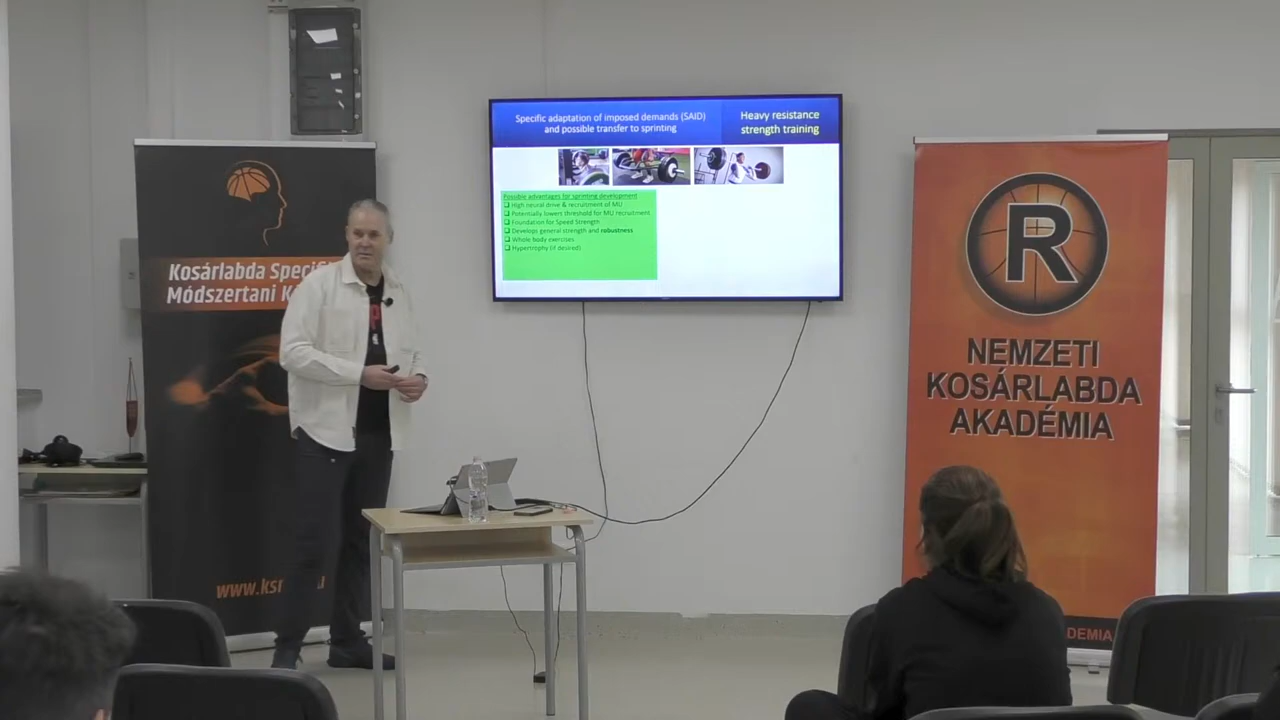 Specific adaptation of imposed demands (SAID)
and possible transfer to sprinting
Heavy resistance
strength training
Possible advantages for sprinting development
High neural drive & recruitment of MU
Potentially lowers threshold for MU recruitment
Foundation for Speed Strength
Develops general strength and robustness
Whole body exercises
Hypertrophy (if desired)
Kosárlabda Specif
Módszertani K
www.ks
R
NEMZETI
KOSÁRLABDA
AKADÉMIA
DEMIA